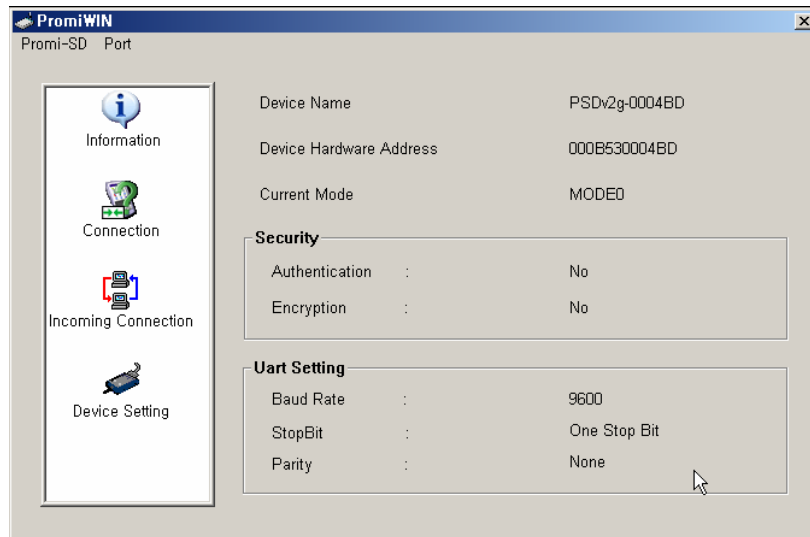 PromiWIN
Promi-SD Port
Information
Connection
Incoming Connection
Device Setting
Device Name PSDv2g-0004BD
Device Hardware Address 000B530004BD
Current Mode MODE0
Security
Authentication : No
Encryption : No
Uart Setting
Baud Rate : 9600
StopBit : One Stop Bit
Parity : None